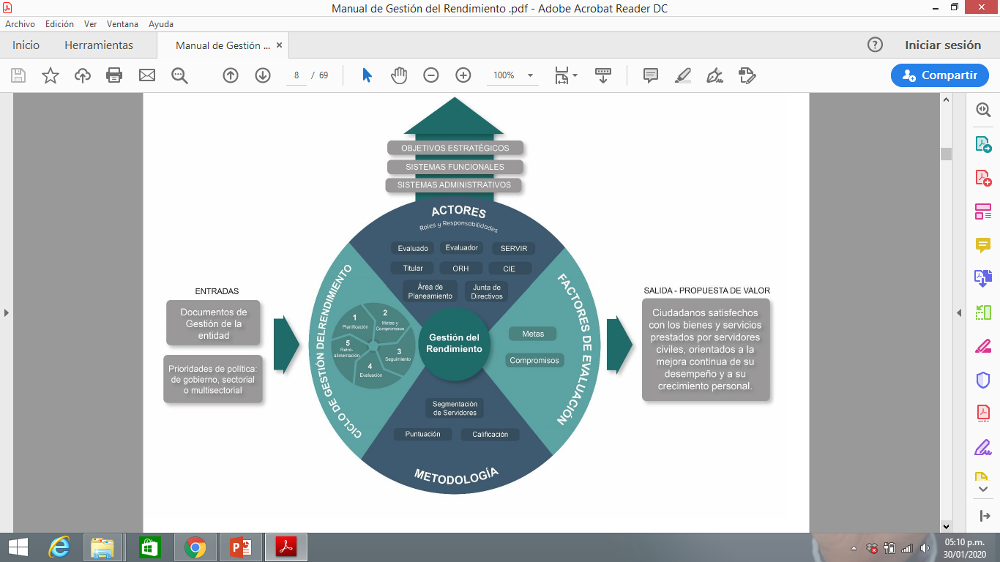 Manual de Gestión del Rendimiento .pdf - Adobe Acrobat Reader DC
Archivo Edición Ver Ventana Ayuda
Inicio Herramientas Manual de Gestión ... × Iniciar sesión
8 / 69 100% Compartir
OBJETIVOS ESTRATÉGICOS
SISTEMAS FUNCIONALES
SISTEMAS ADMINISTRATIVOS
ACTORES
Roles y Responsabilidades
Evaluado Evaluador SERVIR
Titular ORH CIE
Área de
Planeamiento
Junta de
Directivos
ENTRADAS
Documentos de
Gestión de la
entidad
Prioridades de política:
de gobierno, sectorial
o multisectorial
CICLO DE GESTIÓN DELRENDIMIENTO
1
Planificación
2
Metas y
Compromisos
3
Seguimiento
4
Evaluación
5
Retro-
alimentación
Gestión del
Rendimiento
FACTORES DE EVALUACIÓN
Metas
Compromisos
Segmentación
de Servidores
Puntuación Calificación
METODOLOGÍA
SALIDA - PROPUESTA DE VALOR
Ciudadanos satisfechos
con los bienes y servicios
prestados por servidores
civiles, orientados a la
mejora continua de su
desempeño y a su
crecimiento personal.
05:10 p.m.
30/01/2020